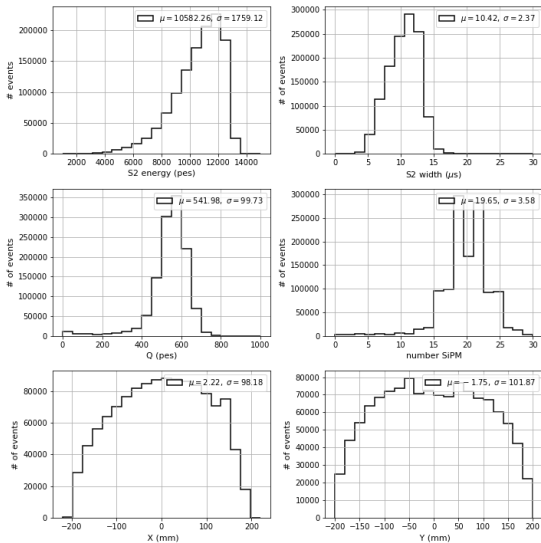 μ = 10582.26, σ = 1759.12
# events
200000
150000
100000
50000
0
2000 4000 6000 8000 10000 12000 14000
S2 energy (pes)
μ = 10.42, σ = 2.37
# of events
300000
250000
200000
150000
100000
50000
0
0 5 10 15 20 25 30
S2 width (μs)
μ = 541.98, σ = 99.73
# of events
350000
300000
250000
200000
150000
100000
50000
0
0 200 400 600 800 1000
Q (pes)
μ = 19.65, σ = 3.58
# of events
300000
250000
200000
150000
100000
50000
0
0 5 10 15 20 25 30
number SiPM
μ = 2.22, σ = 98.18
# of events
80000
60000
40000
20000
0
−200 −100 0 100 200
X (mm)
μ = −1.75, σ = 101.87
# of events
80000
70000
60000
50000
40000
30000
20000
10000
0
−200 −150 −100 −50 0 50 100 150 200
Y (mm)